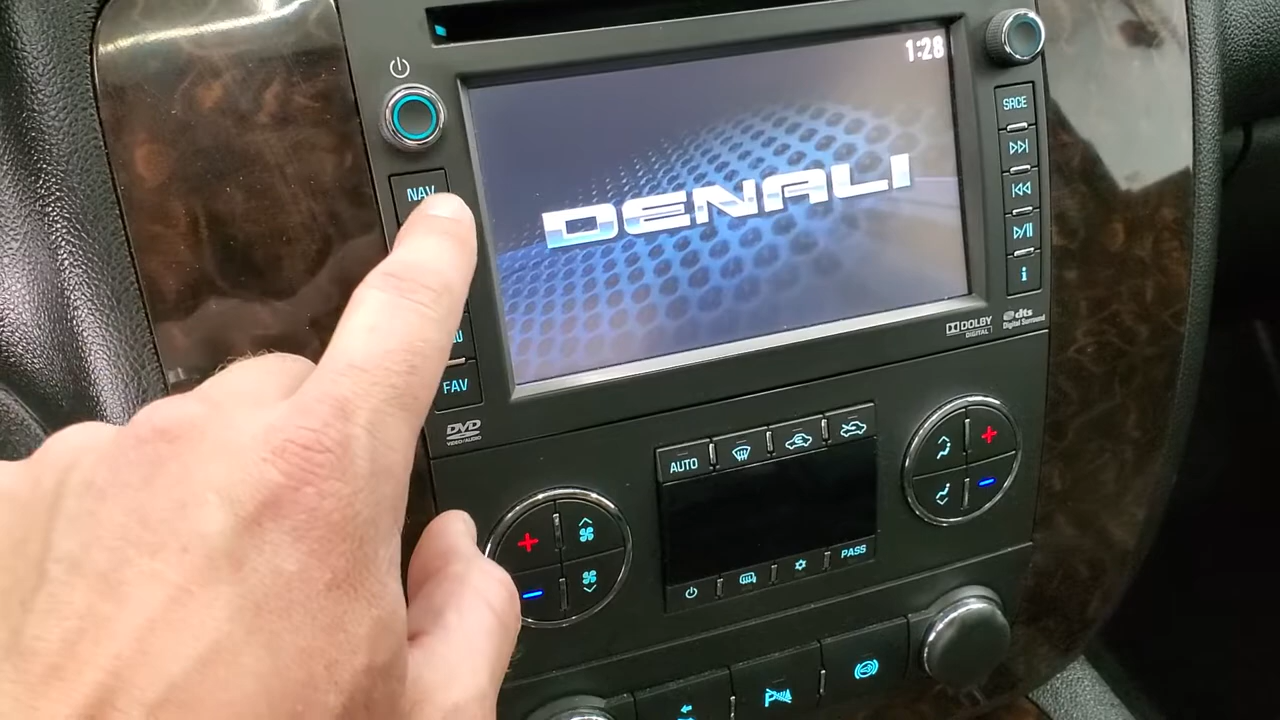 1:28
DENALI
NAV
FAV
DVD
VIDEO/AUDIO
SRCE
i
DOLBY
DIGITAL
dts
Digital Surround
AUTO
PASS